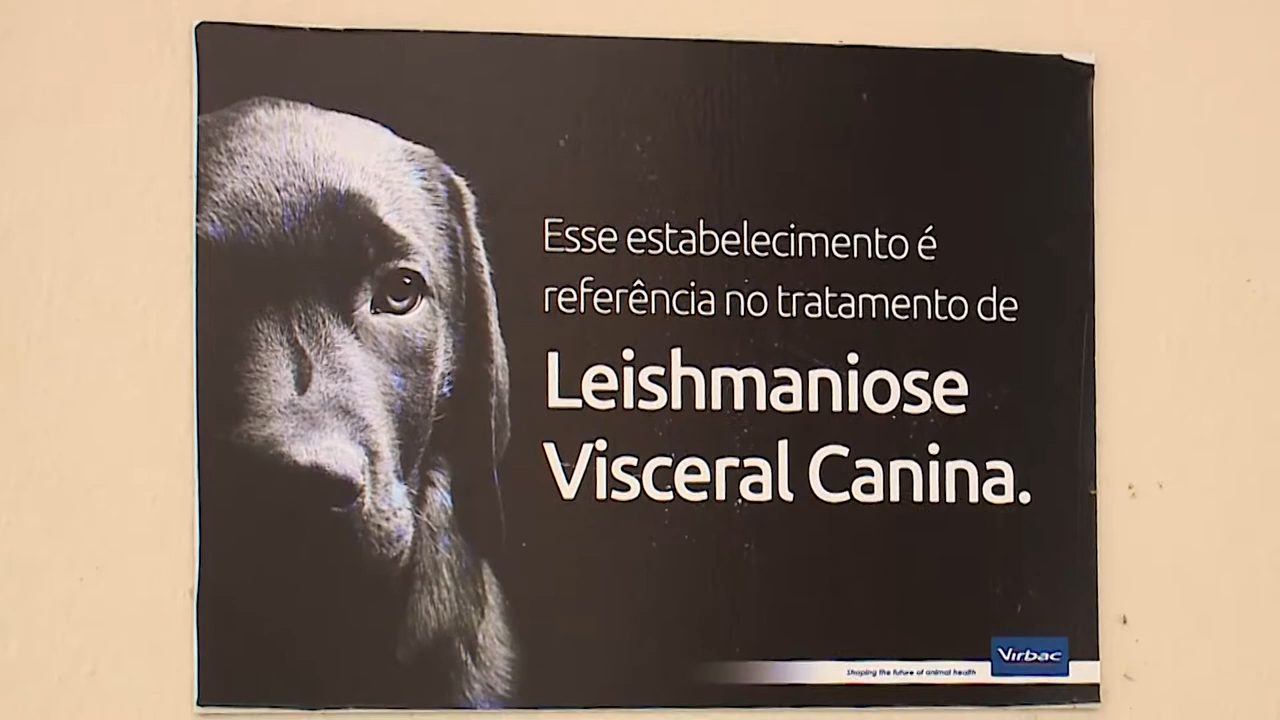 Esse estabelecimento é
referência no tratamento de
Leishmaniose
Visceral Canina.
Virbac
Shaping the future of animal health